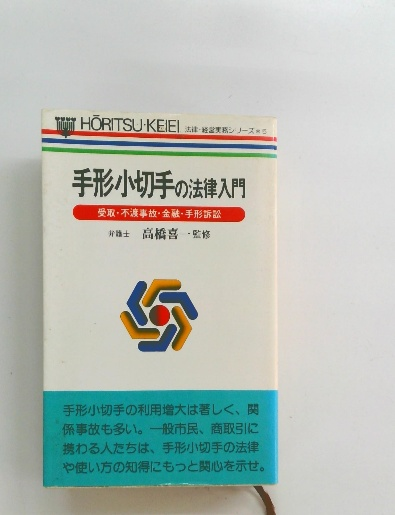 HŌRITSU·KEIEI 法律・経営実務シリーズ
手形小切手の法律入門
受取・不渡事故・金融・手形訴訟
弁護士 高橋喜一・監修
手形小切手の利用増大は著しく、関
係事故も多い。一般市民、商取引に
携わる人たちは、手形小切手の法律
や使い方の知得にもっと関心を示せ。